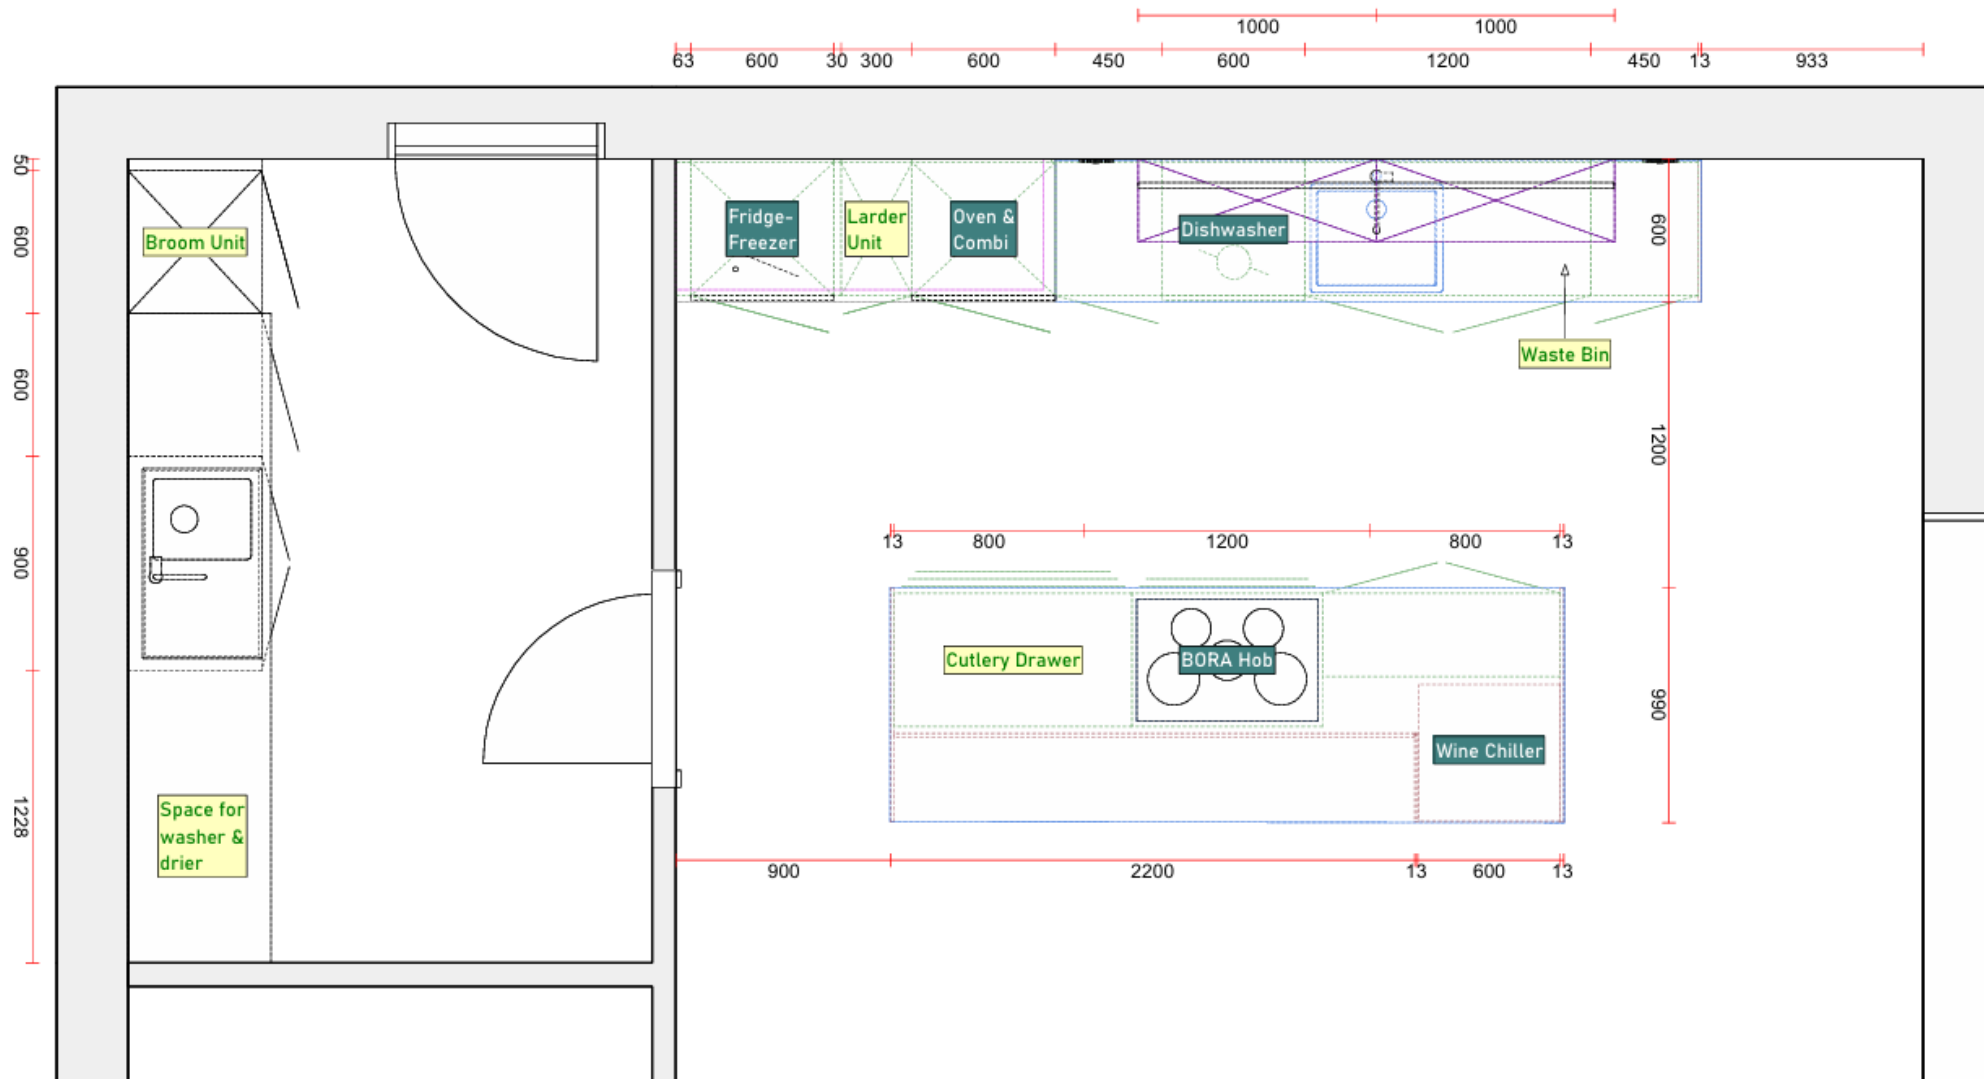 1000 1000
63 600 30 300 600 450 600 1200 450 13 933
50
600
600
900
1228
Broom Unit
Fridge-
Freezer
Larder
Unit
Oven &
Combi
Dishwasher
600
Waste Bin
1200
13 800 1200 800 13
Cutlery Drawer
BORA Hob
990
Wine Chiller
Space for
washer &
drier
900 2200 13 600 13